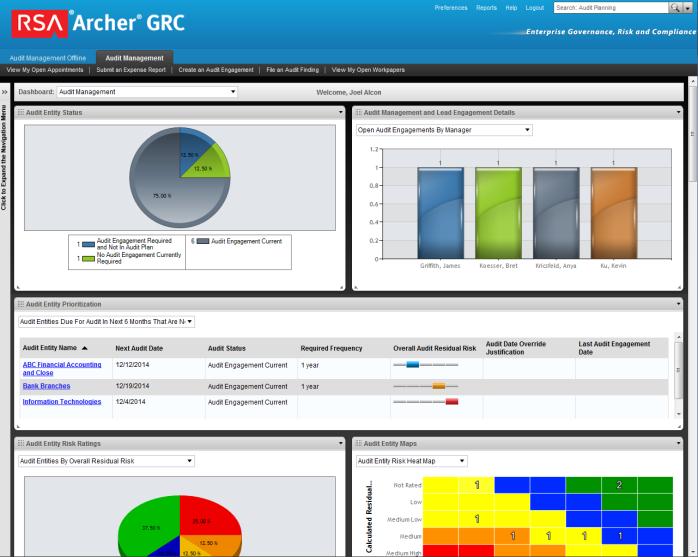 Preferences Reports Help Logout Search: Audit Planning
RSA Archer® GRC
Enterprise Governance, Risk and Compliance
Audit Management Offline Audit Management
View My Open Appointments | Submit an Expense Report | Create an Audit Engagement | File an Audit Finding | View My Open Workpapers
Click to Expand the Navigation Menu
Dashboard: Audit Management Welcome, Joel Alcon
Audit Entity Status
12.50 %
12.50 %
75.00 %
1 Audit Engagement Required and Not In Audit Plan
6 Audit Engagement Current
1 No Audit Engagement Currently Required
Audit Management and Lead Engagement Details
Open Audit Engagements By Manager
1.2
1
0.8
0.6
0.4
0.2
0
1 1 1 1
Griffith, James Kaesser, Bret Kricsfeld, Anya Ku, Kevin
Audit Entity Prioritization
Audit Entities Due For Audit In Next 6 Months That Are N
Audit Entity Name Next Audit Date Audit Status Required Frequency Overall Audit Residual Risk Audit Date Override Justification Last Audit Engagement Date
ABC Financial Accounting and Close 12/12/2014 Audit Engagement Current 1 year
Bank Branches 12/19/2014 Audit Engagement Current 1 year
Information Technologies 12/4/2014 Audit Engagement Current
Audit Entity Risk Ratings
Audit Entities By Overall Residual Risk
37.50 %
25.00 %
12.50 %
12.50 %
Audit Entity Maps
Audit Entity Risk Heat Map
Calculated Residual...
Not Rated 1 2
Low
Medium Low 1
Medium 1 1 1 1
Medium High